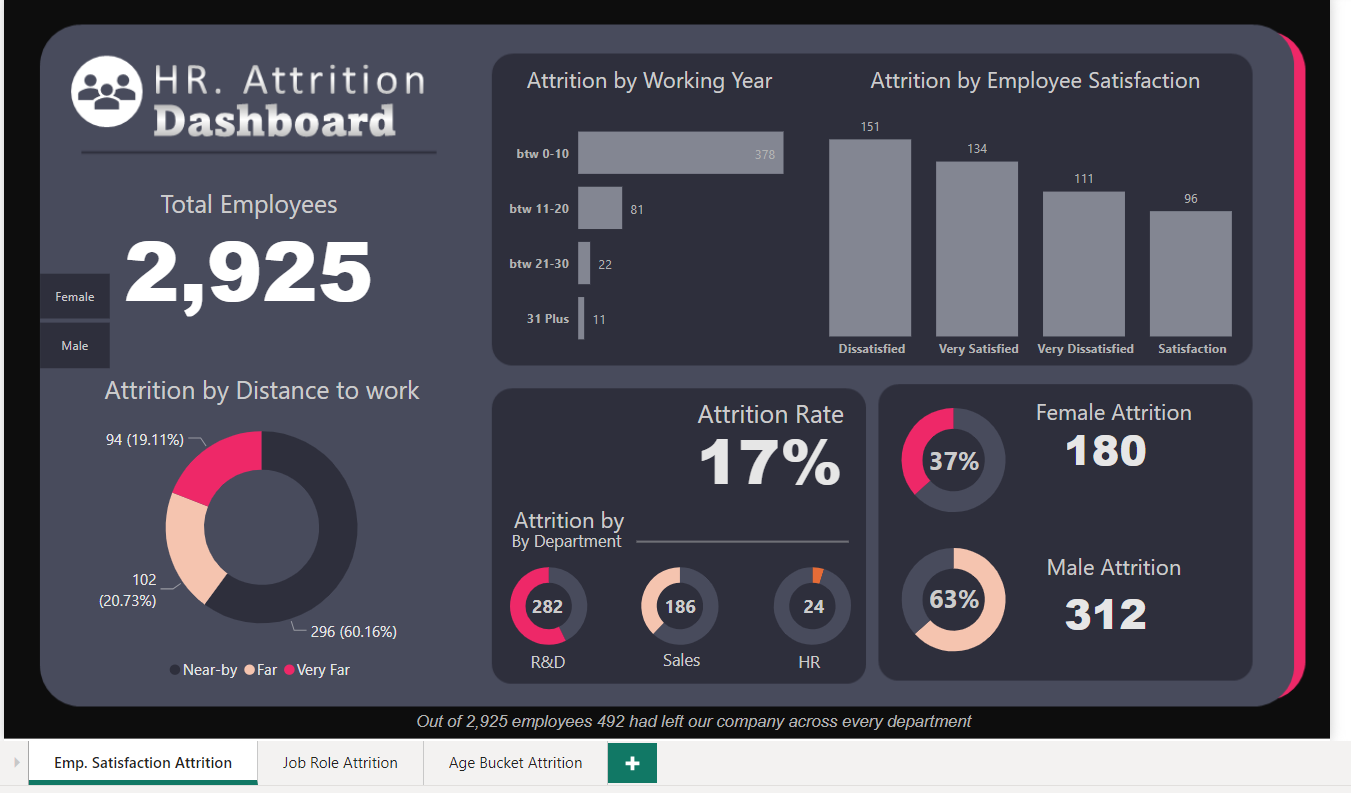 HR. Attrition
Dashboard
Total Employees
2,925
Female
Male
Attrition by Distance to work
94 (19.11%)
102
(20.73%)
296 (60.16%)
Near-by Far Very Far
Attrition by Working Year
btw 0-10 378
btw 11-20 81
btw 21-30 22
31 Plus 11
Attrition by Employee Satisfaction
151
134
111
96
Dissatisfied Very Satisfied Very Dissatisfied Satisfaction
Attrition Rate
17%
Attrition by
By Department
282 186 24
R&D Sales HR
Female Attrition
37% 180
Male Attrition
63% 312
Out of 2,925 employees 492 had left our company across every department
Emp. Satisfaction Attrition Job Role Attrition Age Bucket Attrition +